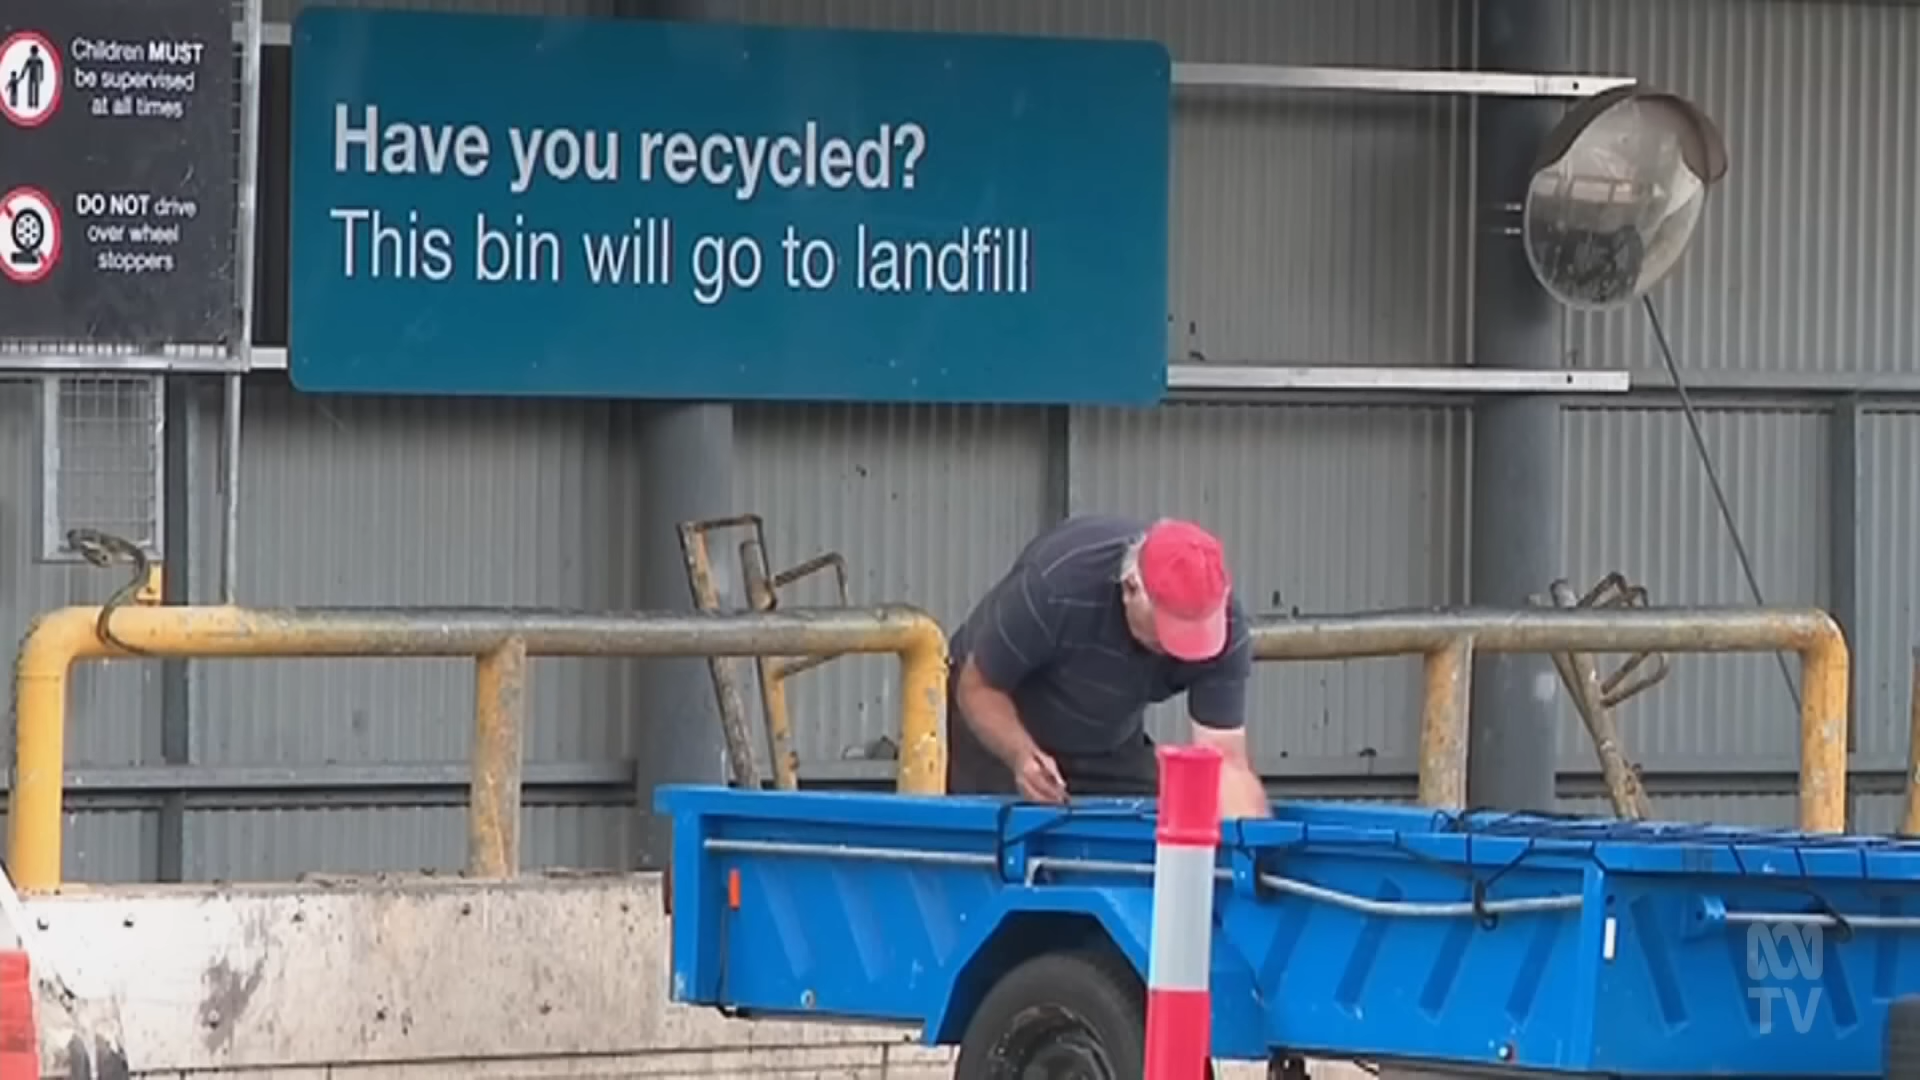 Children MUST
be supervised
at all times
DO NOT drive
over wheel
stoppers
Have you recycled?
This bin will go to landfill
TV